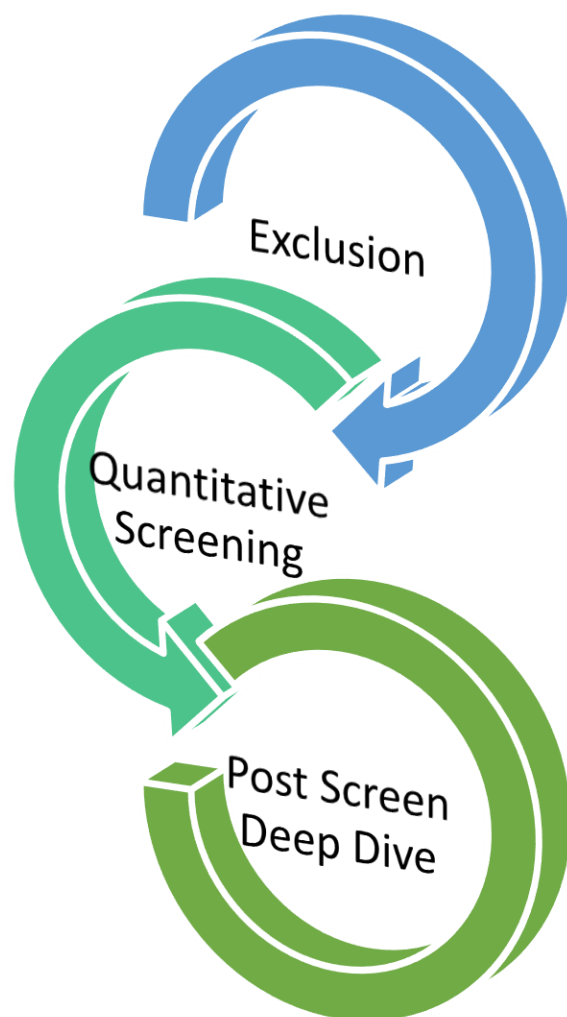 Exclusion
Quantitative
Screening
Post Screen
Deep Dive